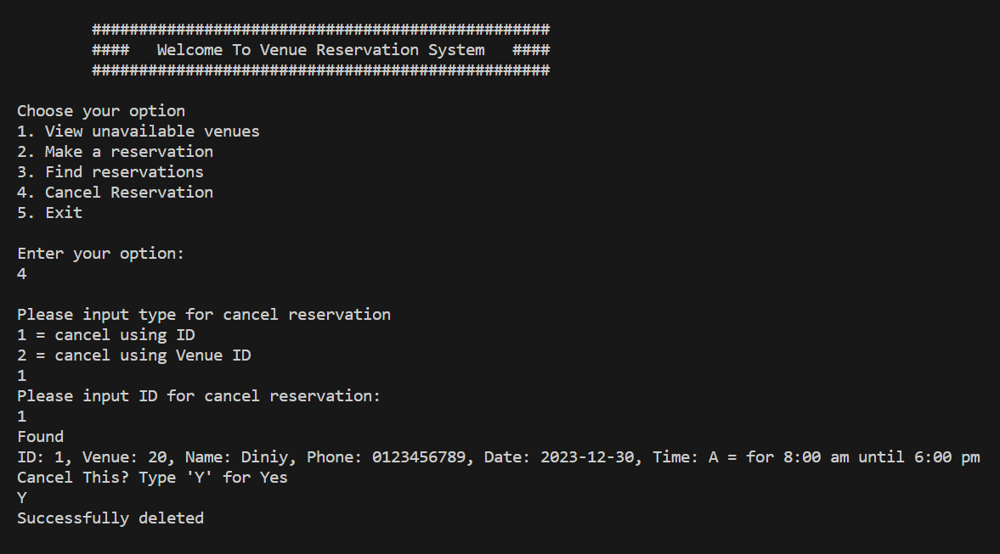 #################################################
####   Welcome To Venue Reservation System   ####
#################################################
Choose your option
1. View unavailable venues
2. Make a reservation
3. Find reservations
4. Cancel Reservation
5. Exit
Enter your option:
4
Please input type for cancel reservation
1 = cancel using ID
2 = cancel using Venue ID
1
Please input ID for cancel reservation:
1
Found
ID: 1, Venue: 20, Name: Diniy, Phone: 0123456789, Date: 2023-12-30, Time: A = for 8:00 am until 6:00 pm
Cancel This? Type 'Y' for Yes
Y
Successfully deleted